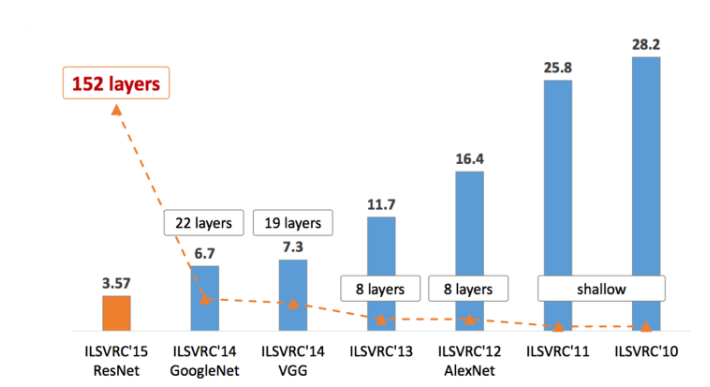 28.2
25.8
152 layers
16.4
11.7
22 layers
19 layers
6.7
7.3
3.57
8 layers
8 layers
shallow
ILSVRC'15
ResNet
ILSVRC'14
GoogleNet
ILSVRC'14
VGG
ILSVRC'13
ILSVRC'12
AlexNet
ILSVRC'11
ILSVRC'10